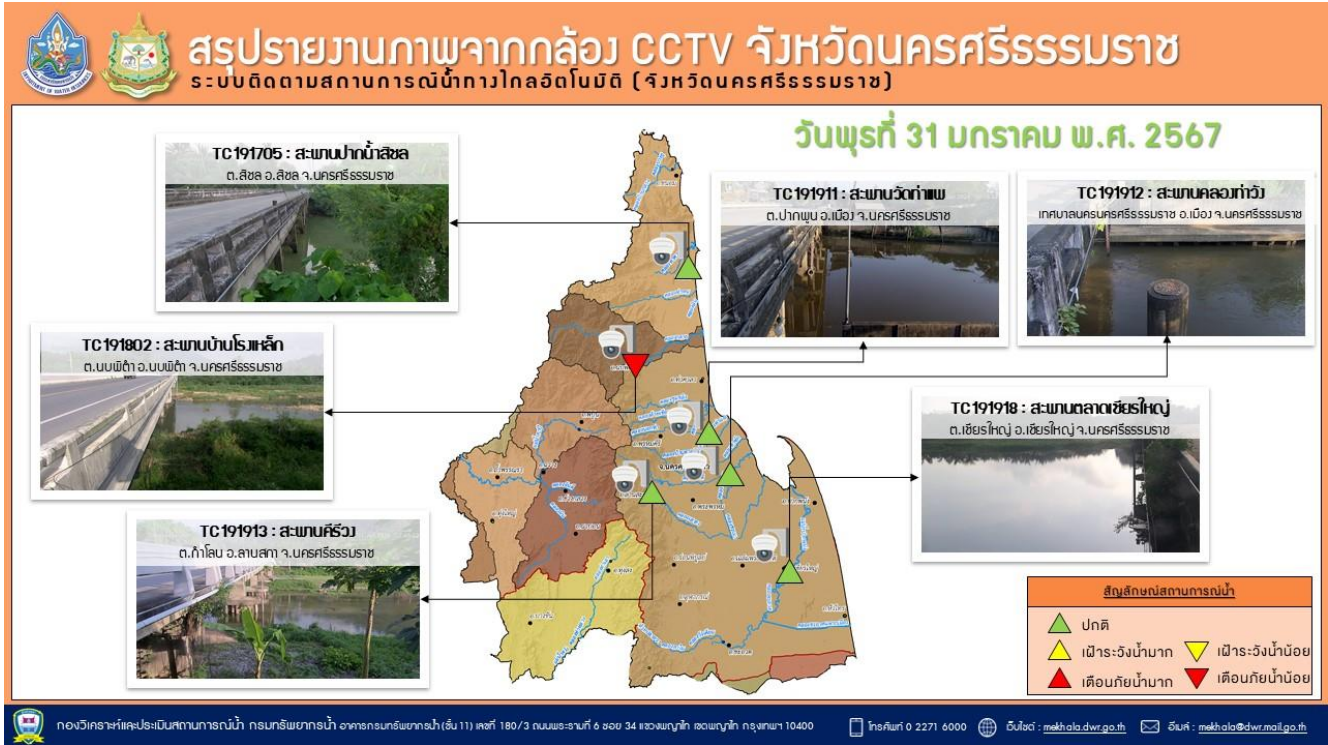 สรุปรายงานภาพจากกล้อง CCTV จังหวัดนครศรีธรรมราช
ระบบติดตามสถานการณ์น้ำทางไกลอัตโนมัติ (จังหวัดนครศรีธรรมราช)
วันพุธที่ 31 มกราคม พ.ศ. 2567
TC191705 : สะพานปากน้ำสิชล
ต.สิชล อ.สิชล จ.นครศรีธรรมราช
TC191911 : สะพานวัดท่าแพ
ต.ปากพูน อ.เมือง จ.นครศรีธรรมราช
TC191912 : สะพานคลองท่าวัง
เทศบาลนครนครศรีธรรมราช อ.เมือง จ.นครศรีธรรมราช
TC191802 : สะพานบ้านโรงเหล็ก
ต.นบพิตำ อ.นบพิตำ จ.นครศรีธรรมราช
TC191918 : สะพานตลาดเชียรใหญ่
ต.เชียรใหญ่ อ.เชียรใหญ่ จ.นครศรีธรรมราช
TC191913 : สะพานคีรีวง
ต.กำโลน อ.ลานสกา จ.นครศรีธรรมราช
สัญลักษณ์สถานการณ์น้ำ
ปกติ
เฝ้าระวังน้ำมาก เฝ้าระวังน้ำน้อย
เตือนภัยน้ำมาก เตือนภัยน้ำน้อย
กองวิเคราะห์และประเมินสถานการณ์น้ำ กรมทรัพยากรน้ำ อาคารกรมทรัพยากรน้ำ (ชั้น 11) เลขที่ 180/3 ถนนพระรามที่ 6 ซอย 34 แขวงพญาไท เขตพญาไท กรุงเทพฯ 10400 โทรศัพท์ 0 2271 6000 เว็บไซต์ : mekhala.dwr.go.th อีเมล์ : mekhala@dwr.mail.go.th